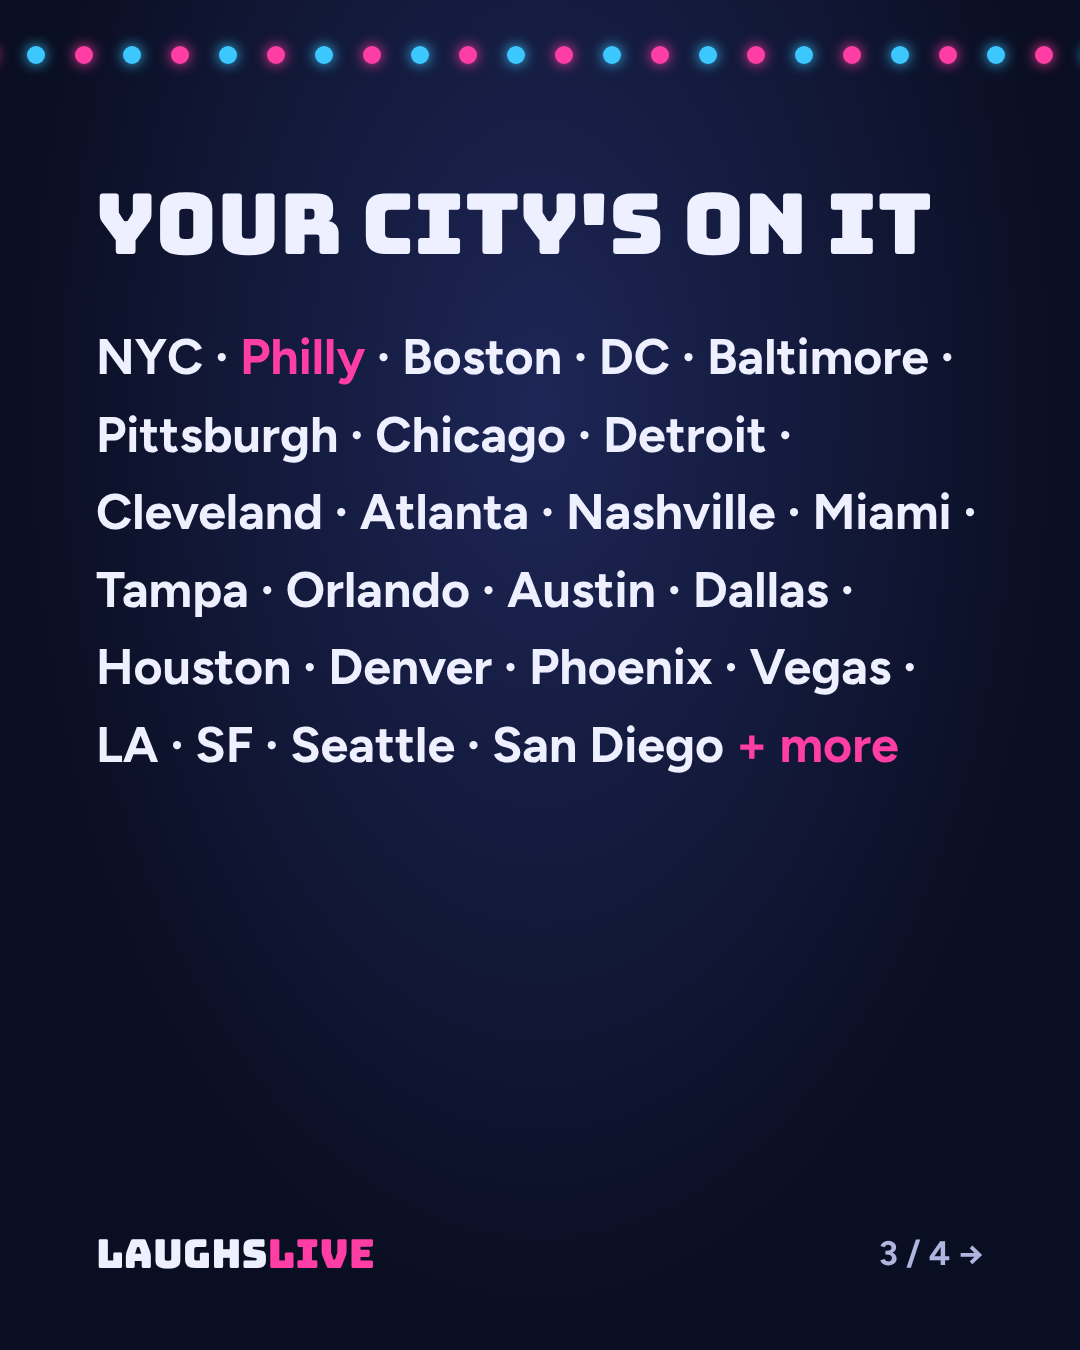 YOUR CITY'S ON IT
NYC · Philly · Boston · DC · Baltimore ·
Pittsburgh · Chicago · Detroit ·
Cleveland · Atlanta · Nashville · Miami ·
Tampa · Orlando · Austin · Dallas ·
Houston · Denver · Phoenix · Vegas ·
LA · SF · Seattle · San Diego + more
LAUGHSLIVE
3 / 4 →